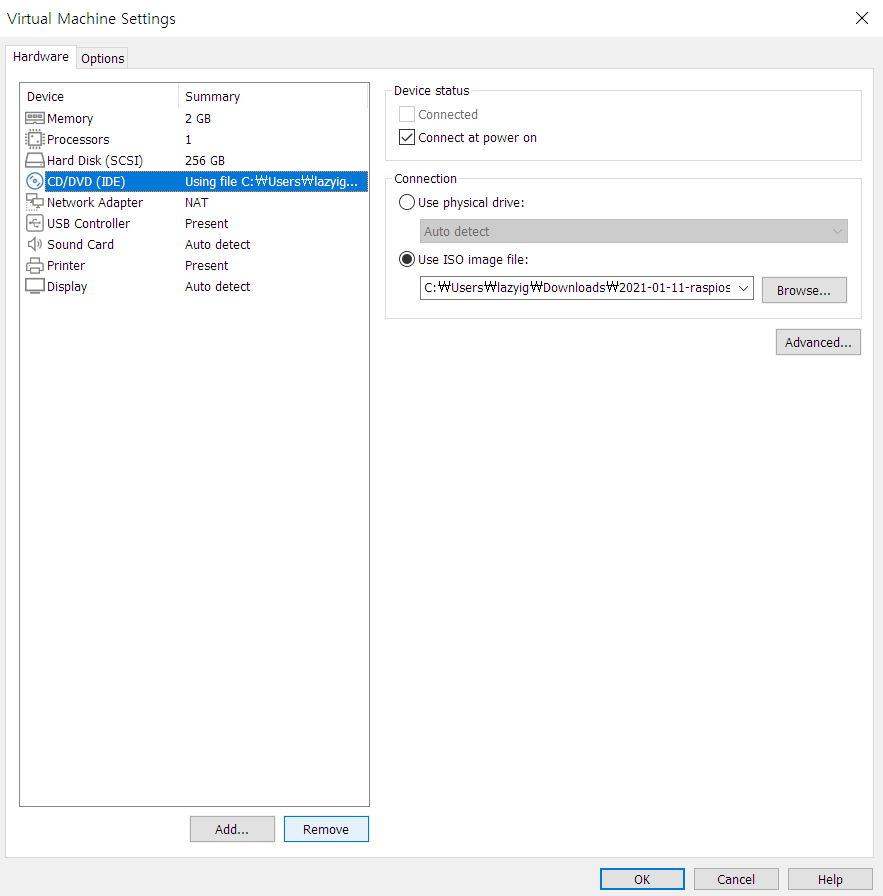 Virtual Machine Settings
Hardware
Options
Device Summary
Memory 2 GB
Processors 1
Hard Disk (SCSI) 256 GB
CD/DVD (IDE) Using file C:₩Users₩lazyig...
Network Adapter NAT
USB Controller Present
Sound Card Auto detect
Printer Present
Display Auto detect
Add...
Remove
Device status
Connected
Connect at power on
Connection
Use physical drive:
Auto detect
Use ISO image file:
C:₩Users₩lazyig₩Downloads₩2021-01-11-raspios
Browse...
Advanced...
OK
Cancel
Help